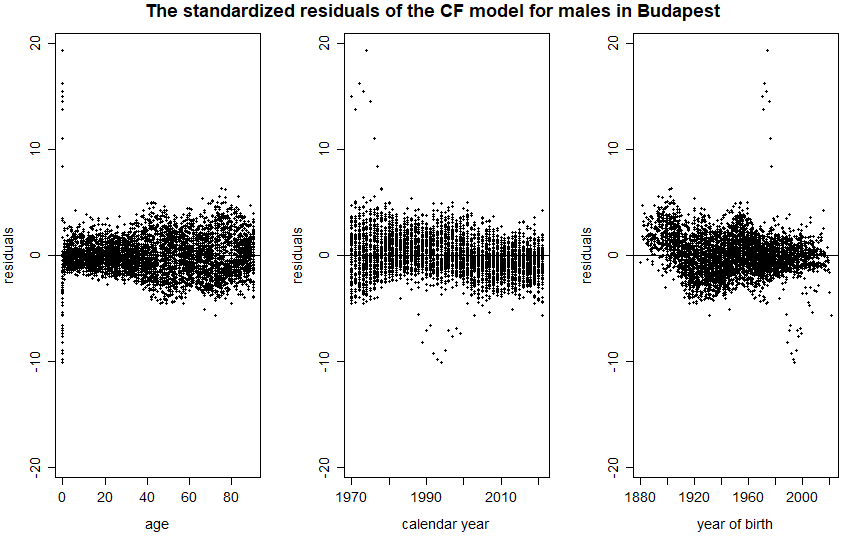 The standardized residuals of the CF model for males in Budapest
residuals
20
10
0
-10
-20
0 20 40 60 80
age
residuals
20
10
0
-10
-20
1970 1990 2010
calendar year
residuals
20
10
0
-10
-20
1880 1920 1960 2000
year of birth